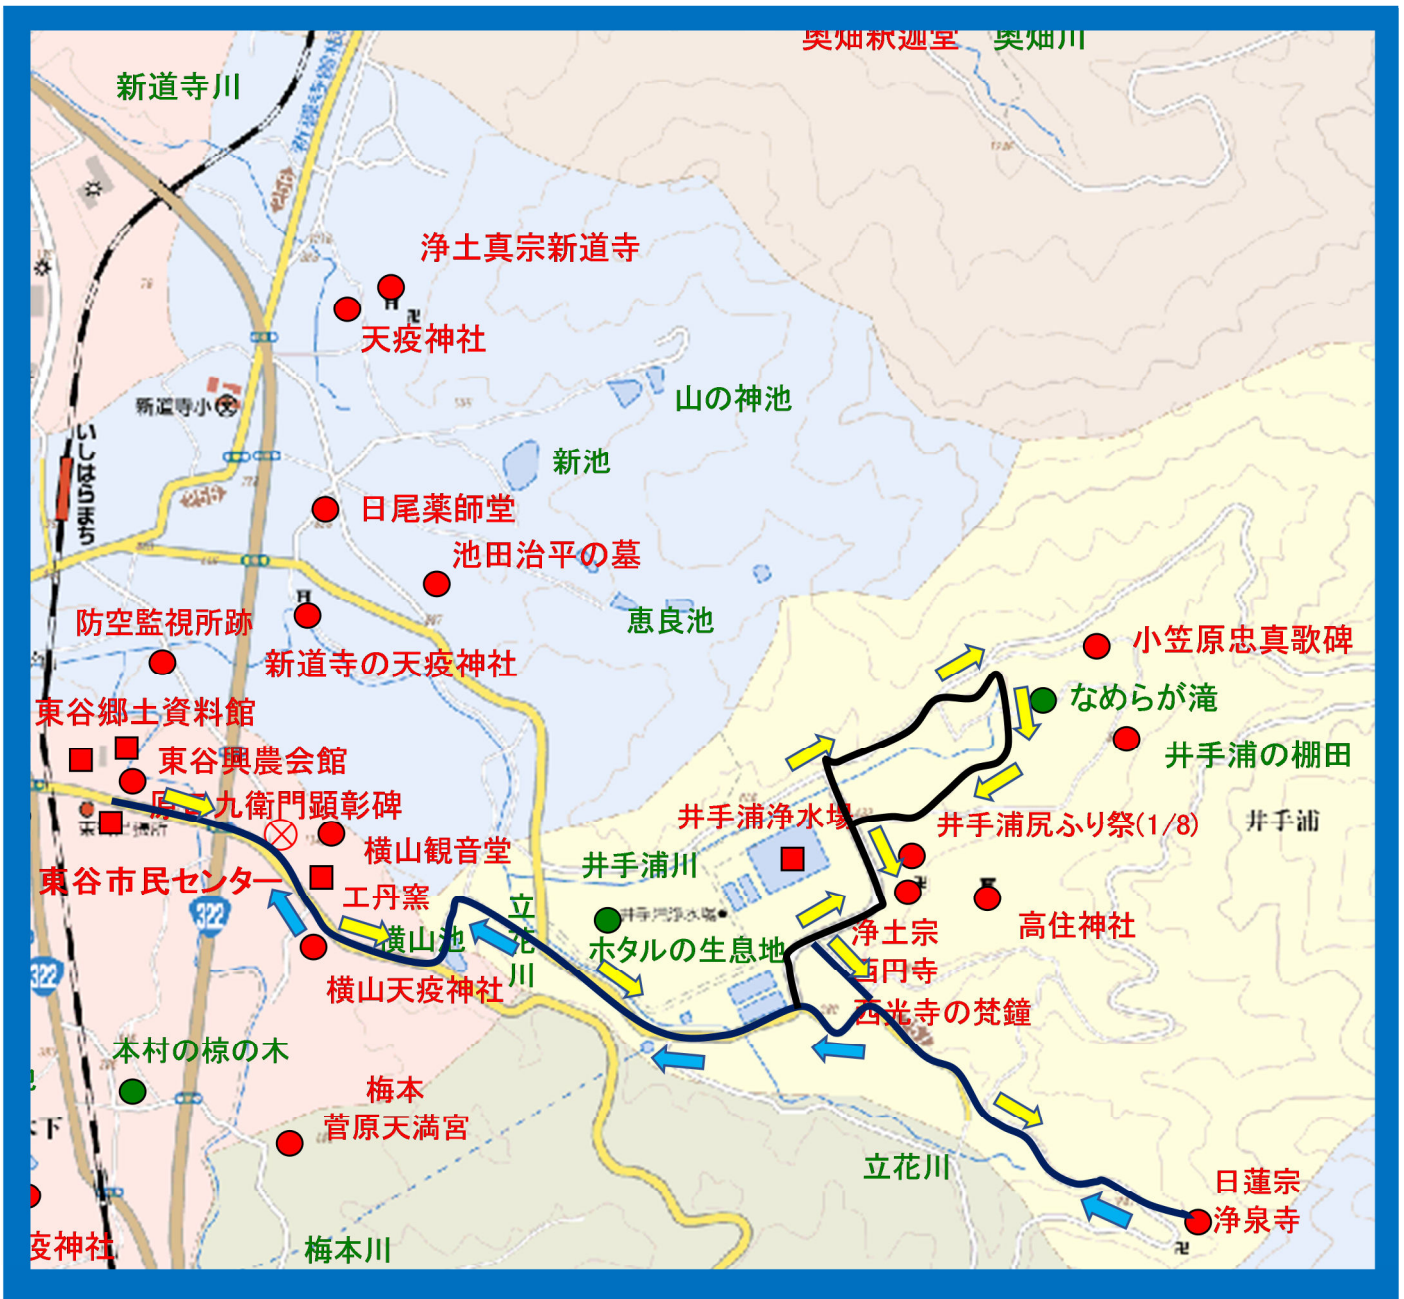 奥畑釈迦堂
奥畑川
新道寺川
浄土真宗新道寺
天疫神社
山の神池
新道寺小
いしはらまち
新池
日尾薬師堂
池田治平の墓
恵良池
防空監視所跡
新道寺の天疫神社
小笠原忠真歌碑
なめらが滝
東谷郷土資料館
井手浦の棚田
東谷興農会館
九衛門顕彰碑
井手浦浄水場
井手浦尻ふり祭(1/8)
井手浦
横山観音堂
井手浦川
東谷市民センター
工丹窯
322
立花川
井手浦浄水場
横山池
ホタルの生息地
浄土宗
西円寺
高住神社
322
横山天疫神社
西光寺の梵鐘
本村の椋の木
梅本
菅原天満宮
木下
立花川
日蓮宗
浄泉寺
疫神社
梅本川